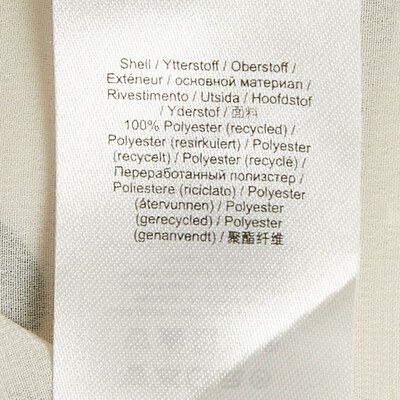 Shell / Ytterstoff / Oberstoff /
Extérieur / основной материал /
Rivestimento / Utsida / Hoofdstof
/ Yderstof / 面料
100% Polyester (recycled) /
Polyester (resirkulert) / Polyester
(recycelt) / Polyester (recyclé) /
Переработанный полиэстер /
Poliestere (riciclato) / Polyester
(återvunnen) / Polyester
(gerecycled) / Polyester
(genanvendt) / 聚酯纤维